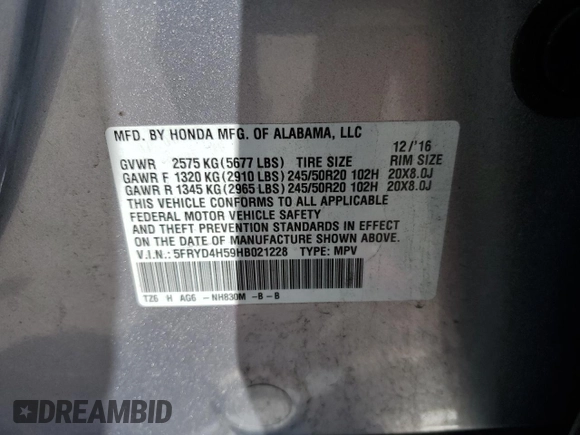 MFD. BY HONDA MFG. OF ALABAMA, LLC
12/'16
GVWR 2575 KG (5677 LBS) TIRE SIZE RIM SIZE
GAWR F 1320 KG (2910 LBS) 245/50R20 102H 20X8.0J
GAWR R 1345 KG (2965 LBS) 245/50R20 102H 20X8.0J
THIS VEHICLE CONFORMS TO ALL APPLICABLE
FEDERAL MOTOR VEHICLE SAFETY
AND THEFT PREVENTION STANDARDS IN EFFECT
ON THE DATE OF MANUFACTURE SHOWN ABOVE.
V.I.N.: 5FRYD4H59HB021228 TYPE: MPV
TZ6 H AG6 - NH830M - B - B
DREAMBID